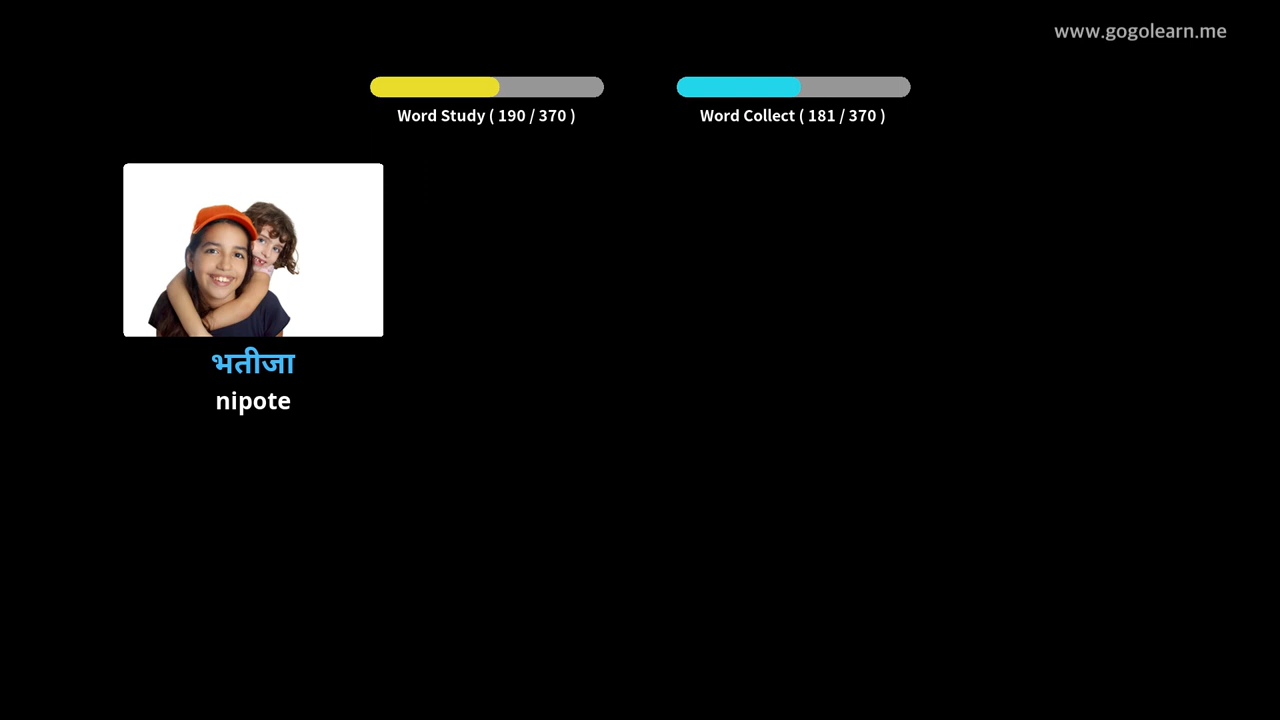 www.gogolearn.me
Word Study ( 190 / 370 )
Word Collect ( 181 / 370 )
भतीजा
nipote